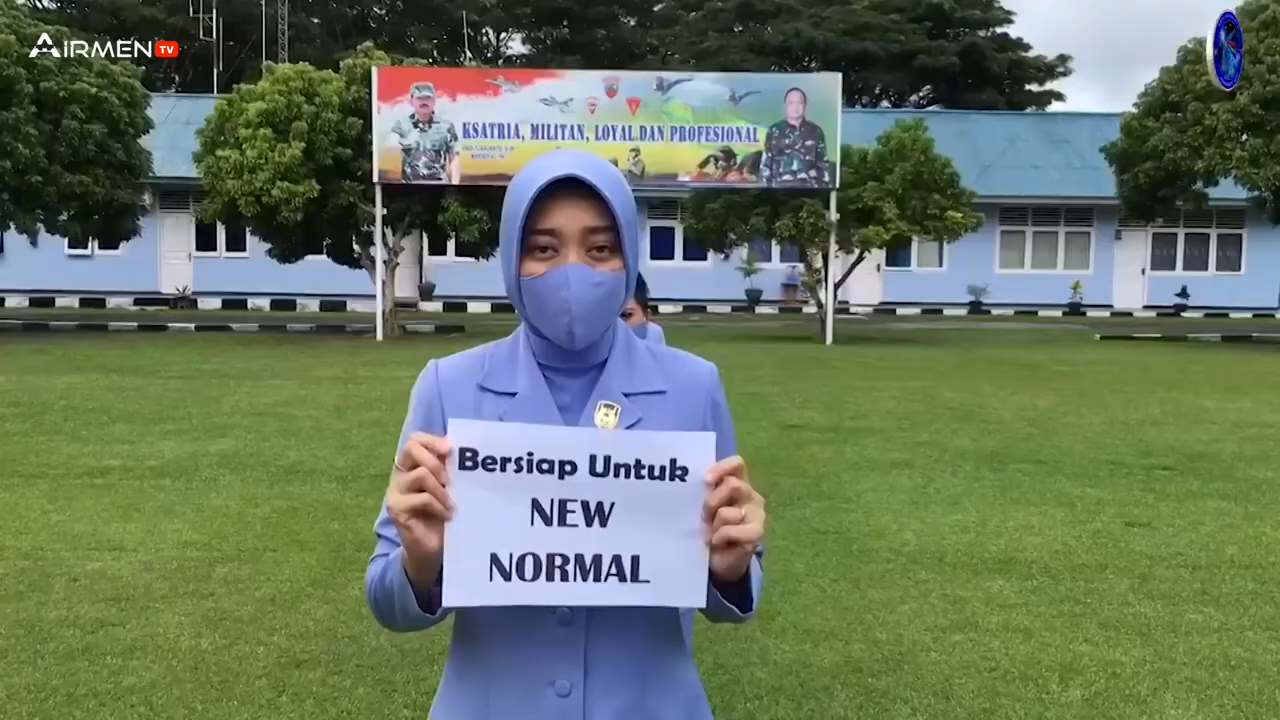 AIRMEN TV
KSATRIA, MILITAN, LOYAL DAN PROFESIONAL
Bersiap Untuk
NEW
NORMAL